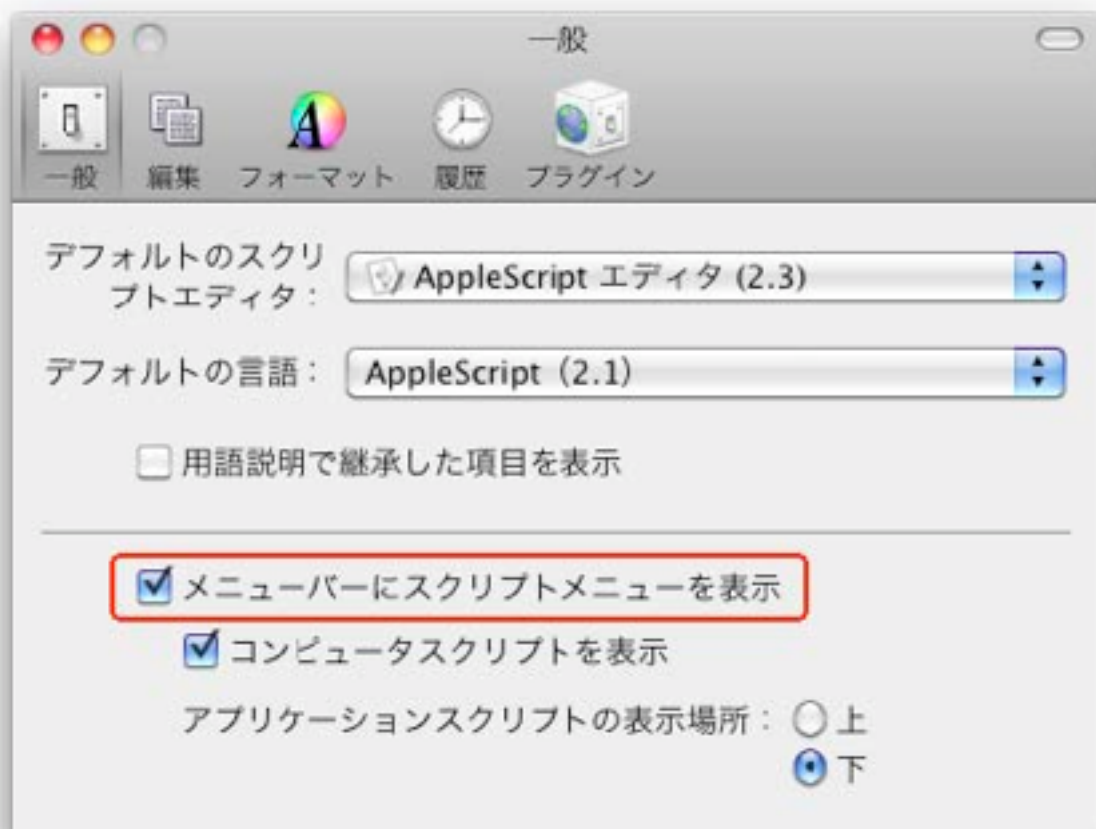 一般
一般 編集 フォーマット 履歴 プラグイン
デフォルトのスクリ
プトエディタ：
AppleScript エディタ (2.3)
デフォルトの言語： AppleScript（2.1）
用語説明で継承した項目を表示
メニューバーにスクリプトメニューを表示
コンピュータスクリプトを表示
アプリケーションスクリプトの表示場所： 上
下